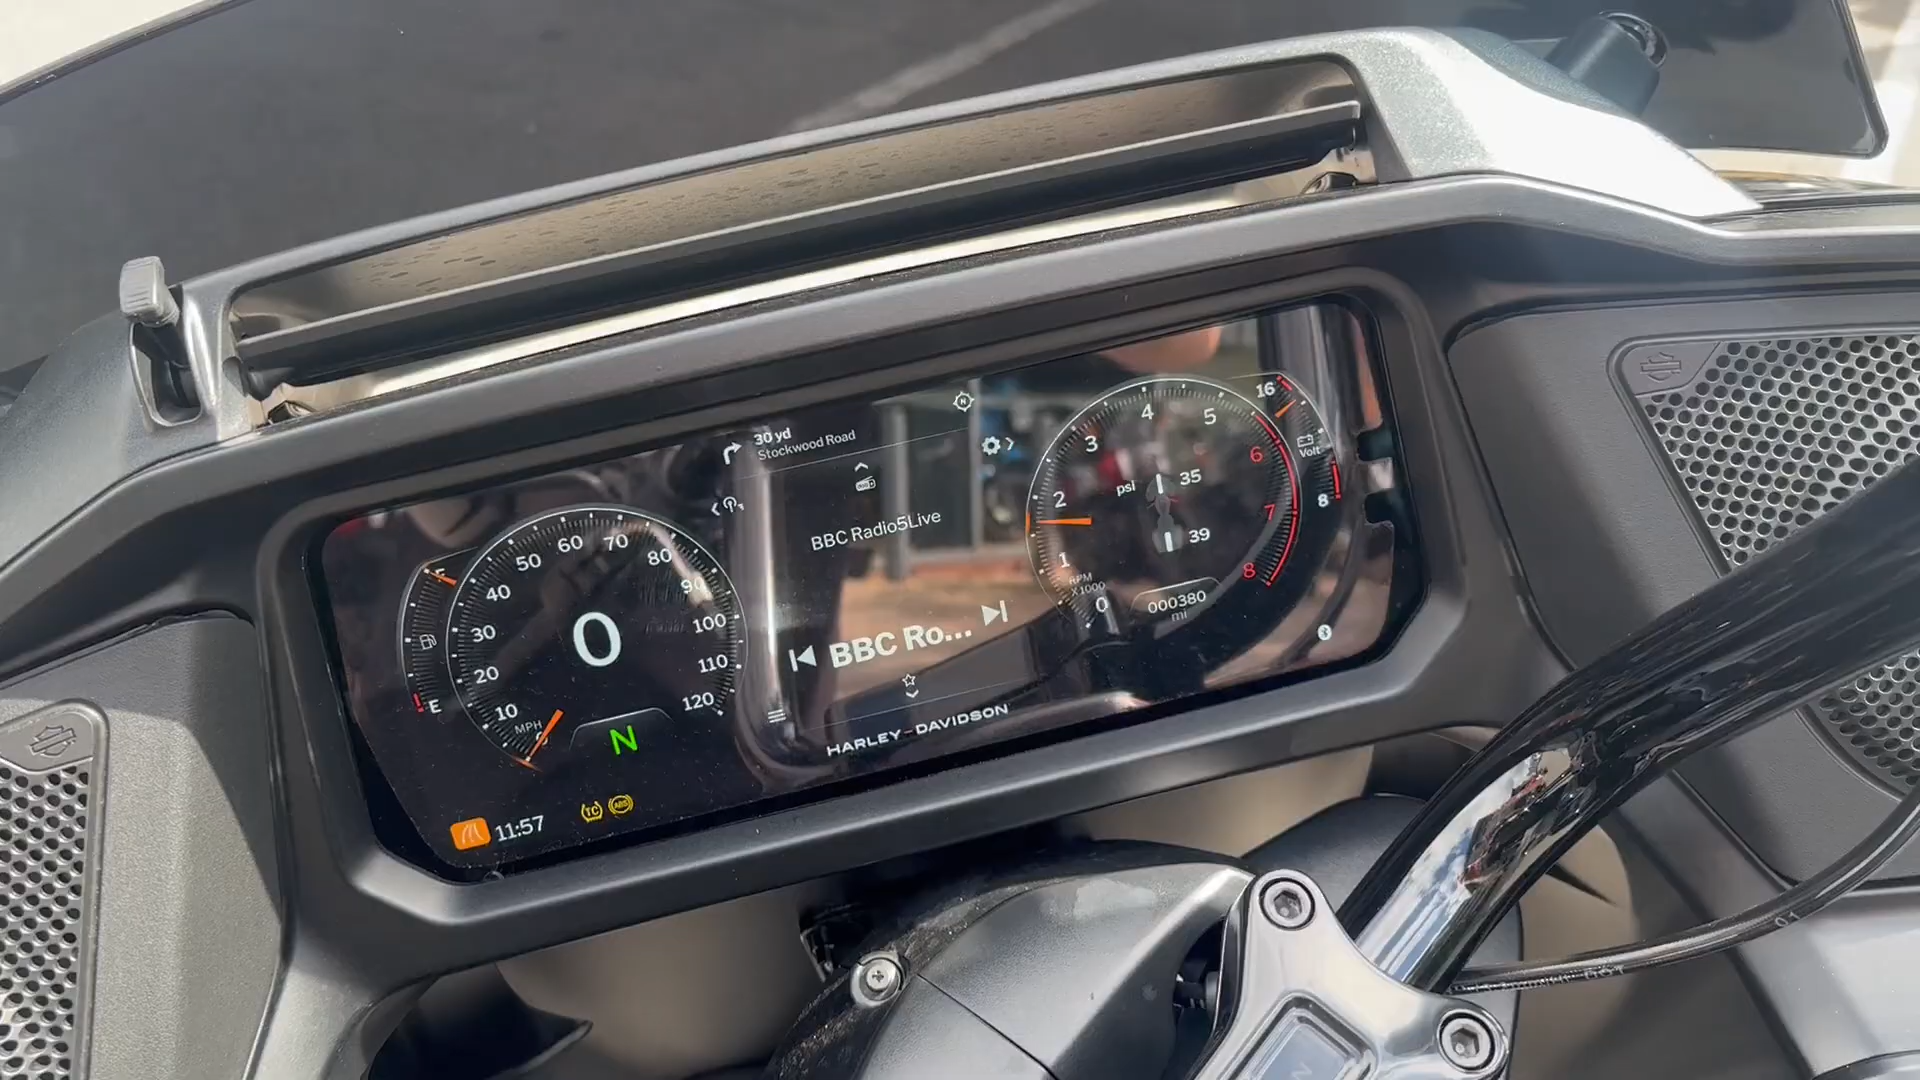 30 yd
Stockwood Road
BBC Radio5Live
BBC Ro...
HARLEY-DAVIDSON
E
0
10
20
30
40
50
60
70
80
90
100
110
120
MPH
0
N
11:57
TC
ABS
0
1
2
3
4
5
6
7
8
RPM
X1000
psi
35
39
000380
mi
16
Volt
8
N